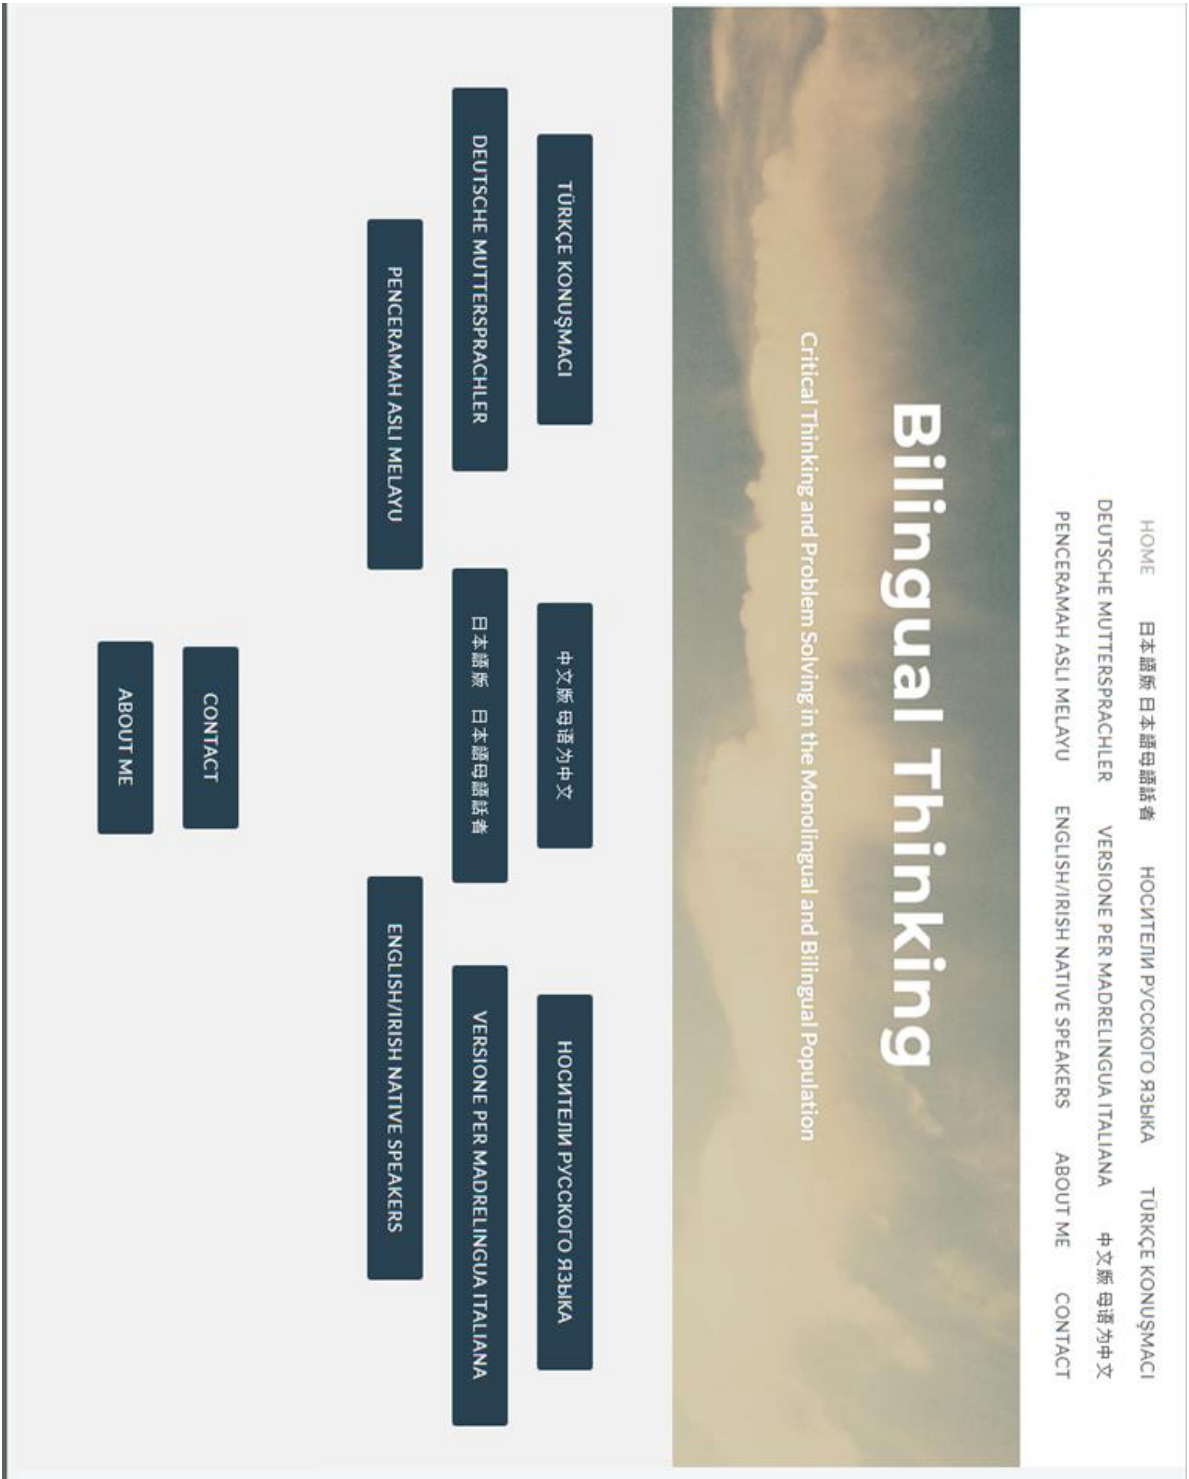 HOME 日本語版 日本語母語話者 НОСИТЕЛИ РУССКОГО ЯЗЫКА TÜRKÇE KONUŞMACI
DEUTSCHE MUTTERSPRACHLER VERSIONE PER MADRELINGUA ITALIANA 中文版 母语为中文
PENCERAMAH ASLI MELAYU ENGLISH/IRISH NATIVE SPEAKERS ABOUT ME CONTACT
Bilingual Thinking
Critical Thinking and Problem Solving in the Monolingual and Bilingual Population
TÜRKÇE KONUŞMACI 中文版 母语为中文 НОСИТЕЛИ РУССКОГО ЯЗЫКА
DEUTSCHE MUTTERSPRACHLER 日本語版 日本語母語話者 VERSIONE PER MADRELINGUA ITALIANA
PENCERAMAH ASLI MELAYU ENGLISH/IRISH NATIVE SPEAKERS
CONTACT
ABOUT ME